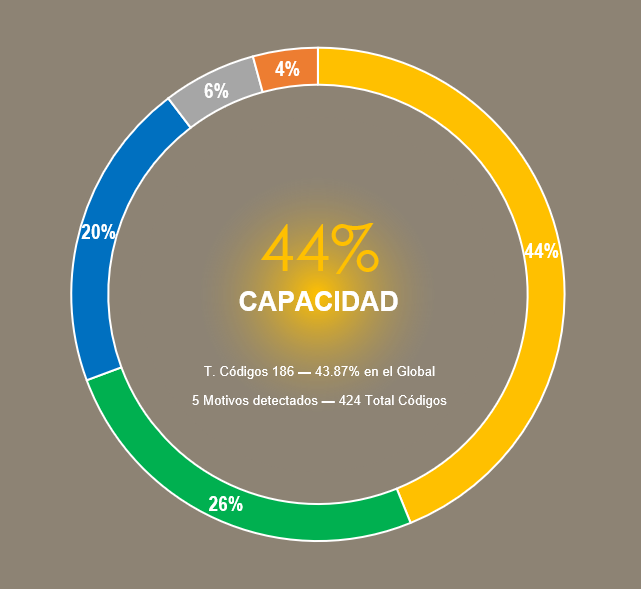 4%
6%
20%
44%
44%
CAPACIDAD
T. Códigos 186 — 43.87% en el Global
5 Motivos detectados — 424 Total Códigos
26%